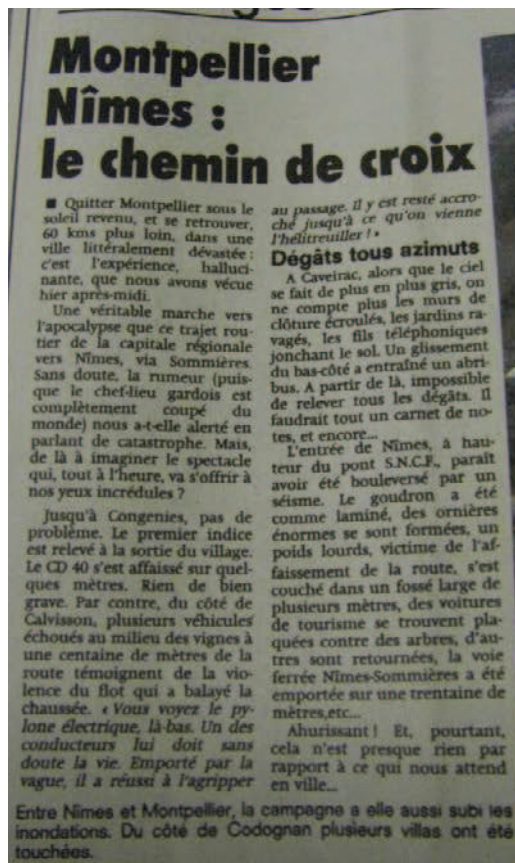 Montpellier
Nîmes :
le chemin de croix
■ Quitter Montpellier sous le
soleil revenu, et se retrouver,
60 kms plus loin, dans une
ville littéralement dévastée :
c'est l'expérience, halluci-
nante, que nous avons vécue
hier après-midi.
Une véritable marche vers
l'apocalypse que ce trajet rou-
tier de la capitale régionale
vers Nîmes, via Sommières.
Sans doute, la rumeur (puis-
que le chef-lieu gardois est
complètement coupé du
monde) nous a-t-elle alerté en
parlant de catastrophe. Mais,
de là à imaginer le spectacle
qui, tout à l'heure, va s'offrir à
nos yeux incrédules ?
Jusqu'à Congenies, pas de
problème. Le premier indice
est relevé à la sortie du village.
Le CD 40 s'est affaissé sur quel-
ques mètres. Rien de bien
grave. Par contre, du côté de
Calvisson, plusieurs véhicules
échoués au milieu des vignes à
une centaine de mètres de la
route témoignent de la vio-
lence du flot qui a balayé la
chaussée. « Vous voyez le py-
lone électrique, là-bas. Un des
conducteurs lui doit sans
doute la vie. Emporté par la
vague, il a réussi à l'agripper
au passage. il y est resté accro-
ché jusqu'à ce qu'on vienne
l'hélitreuiller ! »
Dégâts tous azimuts
A Caveirac, alors que le ciel
se fait de plus en plus gris, on
ne compte plus les murs de
clôture écroulés, les jardins ra-
vagés, les fils téléphoniques
jonchant le sol. Un glissement
du bas-côté a entraîné un abri-
bus. A partir de là, impossible
de relever tous les dégâts. Il
faudrait tout un carnet de no-
tes, et encore...
L'entrée de Nîmes, à hau-
teur du pont S.N.C.F., paraît
avoir été bouleversé par un
séisme. Le goudron a été
comme laminé, des ornières
énormes se sont formées, un
poids lourds, victime de l'af-
faissement de la route, s'est
couché dans un fossé large de
plusieurs mètres, des voitures
de tourisme se trouvent pla-
quées contre des arbres, d'au-
tres sont retournées, la voie
ferrée Nîmes-Sommières a été
emportée sur une trentaine de
mètres,etc...
Ahurissant ! Et, pourtant,
cela n'est presque rien par
rapport à ce qui nous attend
en ville...
Entre Nîmes et Montpellier, la campagne a elle aussi subi les
inondations. Du côté de Codognan plusieurs villas ont été
touchées.